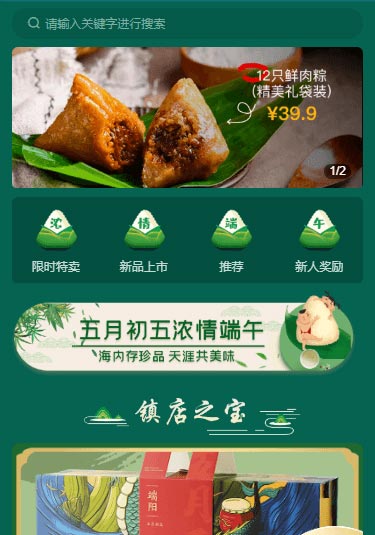 请输入关键字进行搜索
12只鲜肉粽
(精美礼袋装)
¥39.9
1/2
浓 情 端 午
限时特卖 新品上市 推荐 新人奖励
五月初五浓情端午
海内存珍品 天涯共美味
镇店之宝
端阳